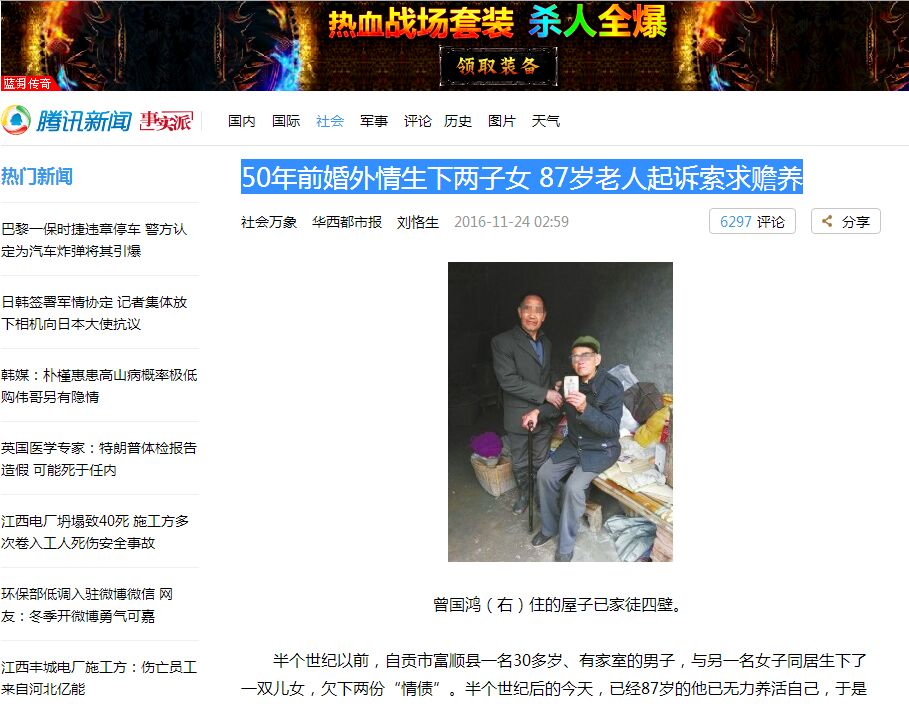 热血战场套装 杀人全爆
领取装备
蓝月传奇
腾讯新闻 事实派
国内 国际 社会 军事 评论 历史 图片 天气
热门新闻
巴黎一保时捷违章停车 警方认
定为汽车炸弹将其引爆
日韩签署军情协定 记者集体放
下相机向日本大使抗议
韩媒：朴槿惠患高山病概率极低
购伟哥另有隐情
英国医学专家：特朗普体检报告
造假 可能死于任内
江西电厂坍塌致40死 施工方多
次卷入工人死伤安全事故
环保部低调入驻微博微信 网
友：冬季开微博勇气可嘉
江西丰城电厂施工方：伤亡员工
来自河北亿能
50年前婚外情生下两子女 87岁老人起诉索求赡养
社会万象 华西都市报 刘恪生 2016-11-24 02:59 6297 评论 分享
曾国鸿（右）住的屋子已家徒四壁。
半个世纪以前，自贡市富顺县一名30多岁、有家室的男子，与另一名女子同居生下了
一双儿女，欠下两份“情债”。半个世纪后的今天，已经87岁的他已无力养活自己，于是